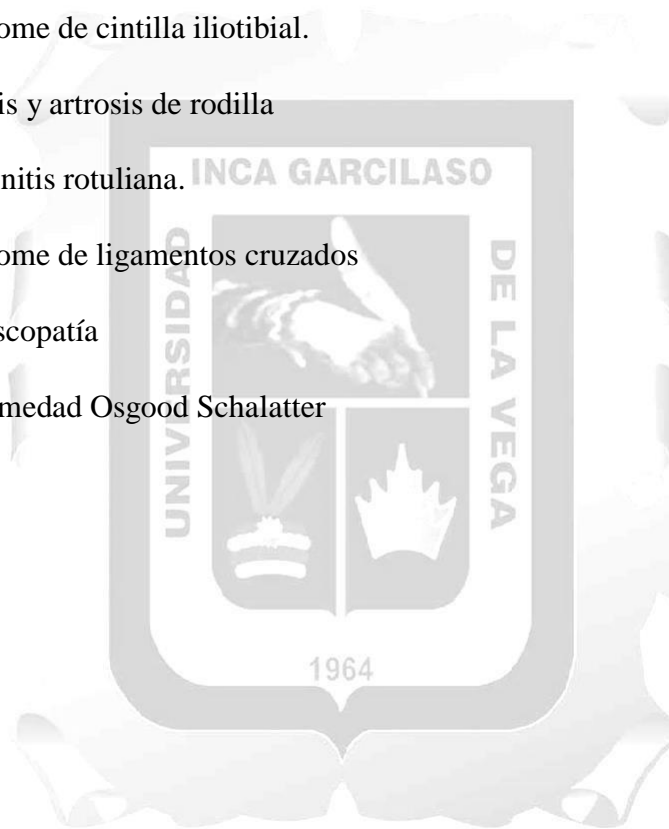 ome de cintilla iliotibial.
is y artrosis de rodilla
nitis rotuliana.
ome de ligamentos cruzados
scopatía
medad Osgood Schalatter
UNIVERSIDAD
INCA GARCILASO
DE LA VEGA
1964